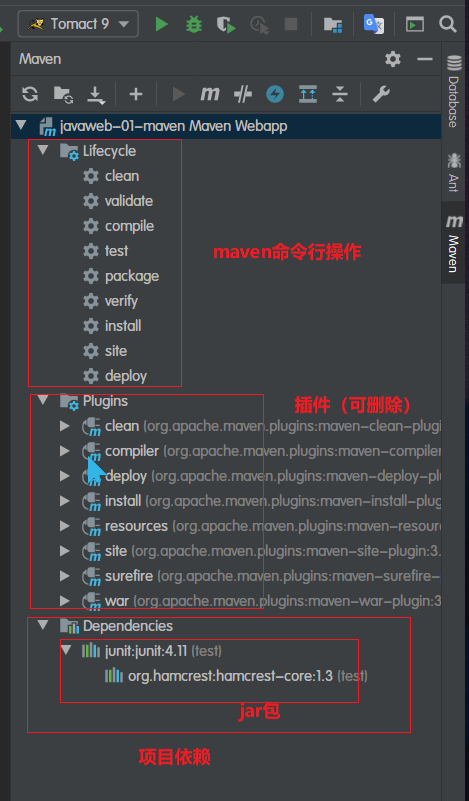 Tomact 9
Maven
javaweb-01-maven Maven Webapp
Lifecycle
clean
validate
compile
test
maven命令行操作
package
verify
install
site
deploy
Plugins
插件（可删除）
clean (org.apache.maven.plugins:maven-clean-plugi
compiler (org.apache.maven.plugins:maven-compiler
deploy (org.apache.maven.plugins:maven-deploy-pl
install (org.apache.maven.plugins:maven-install-plug
resources (org.apache.maven.plugins:maven-resour
site (org.apache.maven.plugins:maven-site-plugin:3.
surefire (org.apache.maven.plugins:maven-surefire-
war (org.apache.maven.plugins:maven-war-plugin:3
Dependencies
junit:junit:4.11 (test)
org.hamcrest:hamcrest-core:1.3 (test)
jar包
项目依赖
Database
Ant
Maven